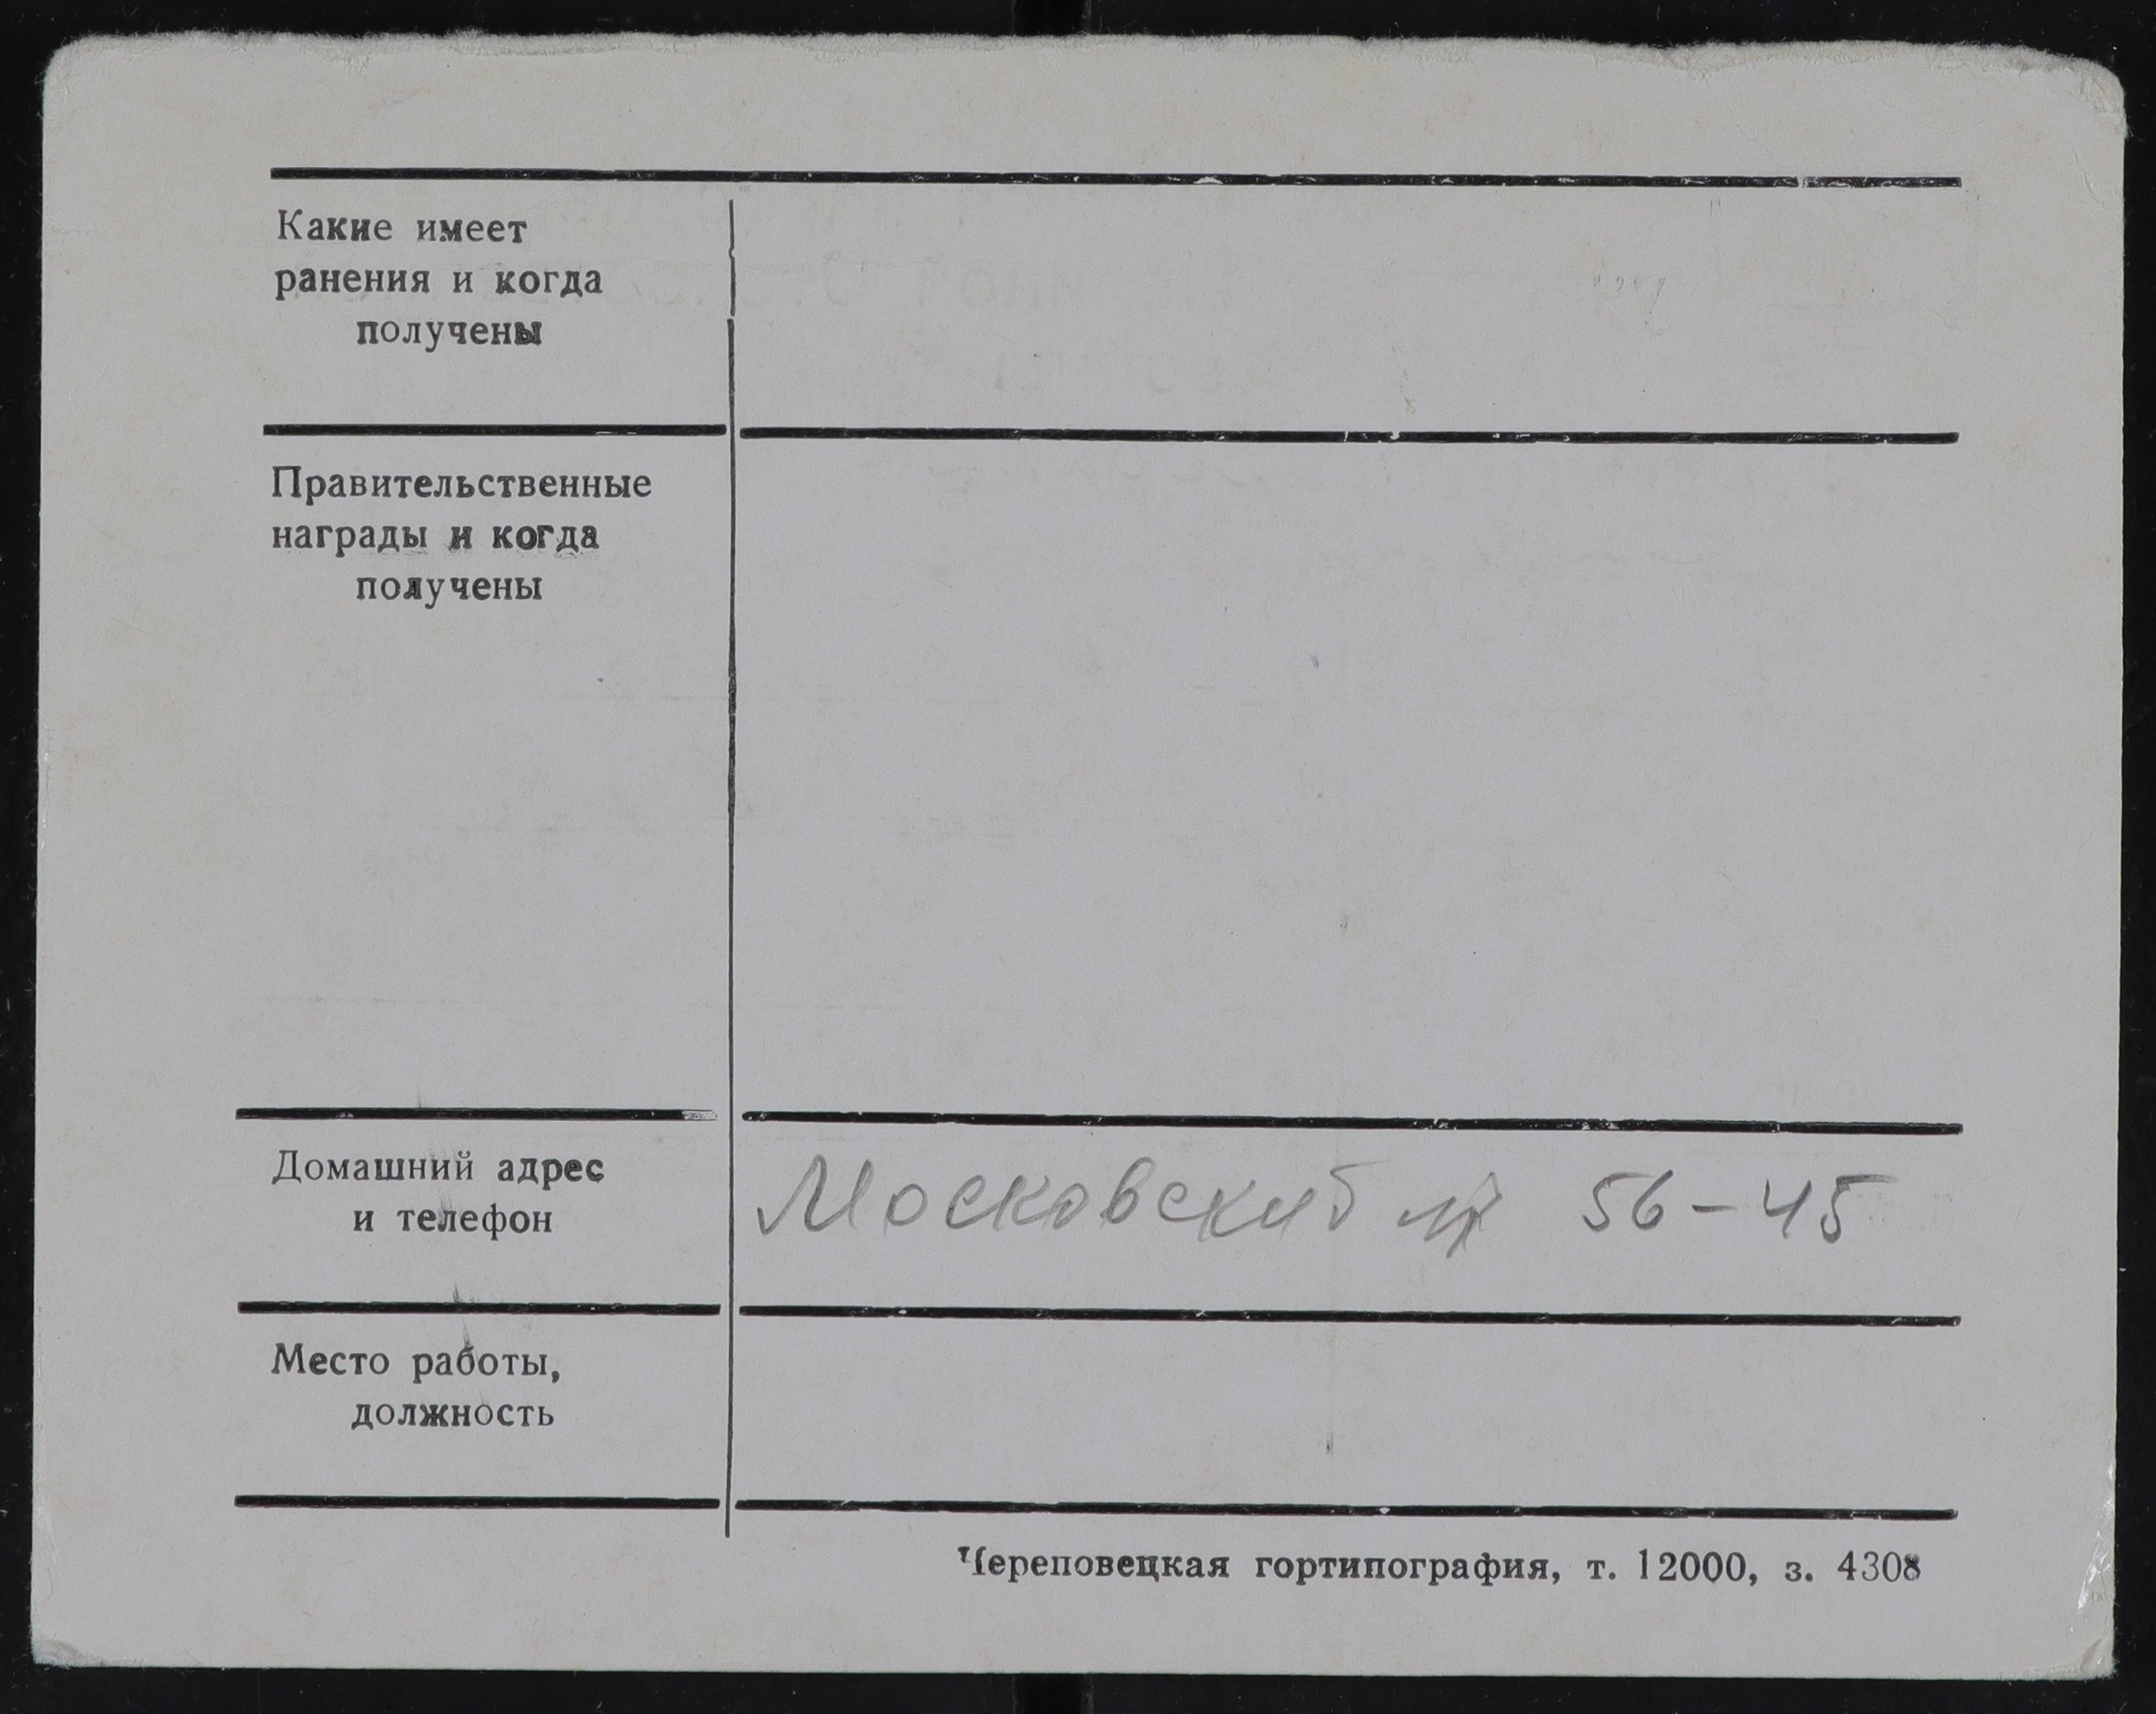 Какие имеет
ранения и когда
получены
Правительственные
награды и когда
получены
Домашний адрес
и телефон
Московский 56-45
Место работы,
должность
Череповецкая гортипография, т. 12000, з. 4308